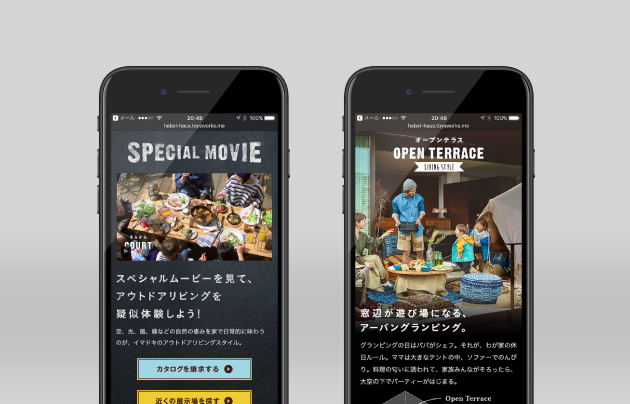 メール 20:48 100%
hebel-haus.toysworks.me
SPECIAL MOVIE
そらから
COURT
スペシャルムービーを見て、
アウトドアリビングを
疑似体験しよう!
空、光、風、緑などの自然の恵みを家で日常的に味わう
のが、イマドキのアウトドアリビングスタイル。
カタログを請求する
近くの展示場を探す
メール 20:48 100%
hebel-haus.toysworks.me
オープンテラス
OPEN TERRACE
LIVING STYLE
窓辺が遊び場になる、
アーバングランピング。
グランピングの日はパパがシェフ。それが、わが家の休
日ルール。ママは大きなテントの中、ソファーでのんび
り。料理の匂いに誘われて、家族みんながそろったら、
大空の下でパーティーがはじまる。
Open Terrace